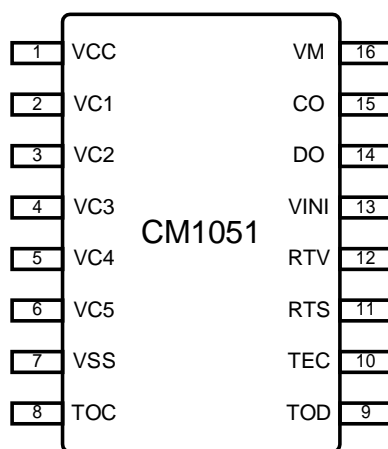 1 VCC VM 16
2 VC1 CO 15
3 VC2 DO 14
4 VC3 VINI 13
CM1051
5 VC4 RTV 12
6 VC5 RTS 11
7 VSS TEC 10
8 TOC TOD 9